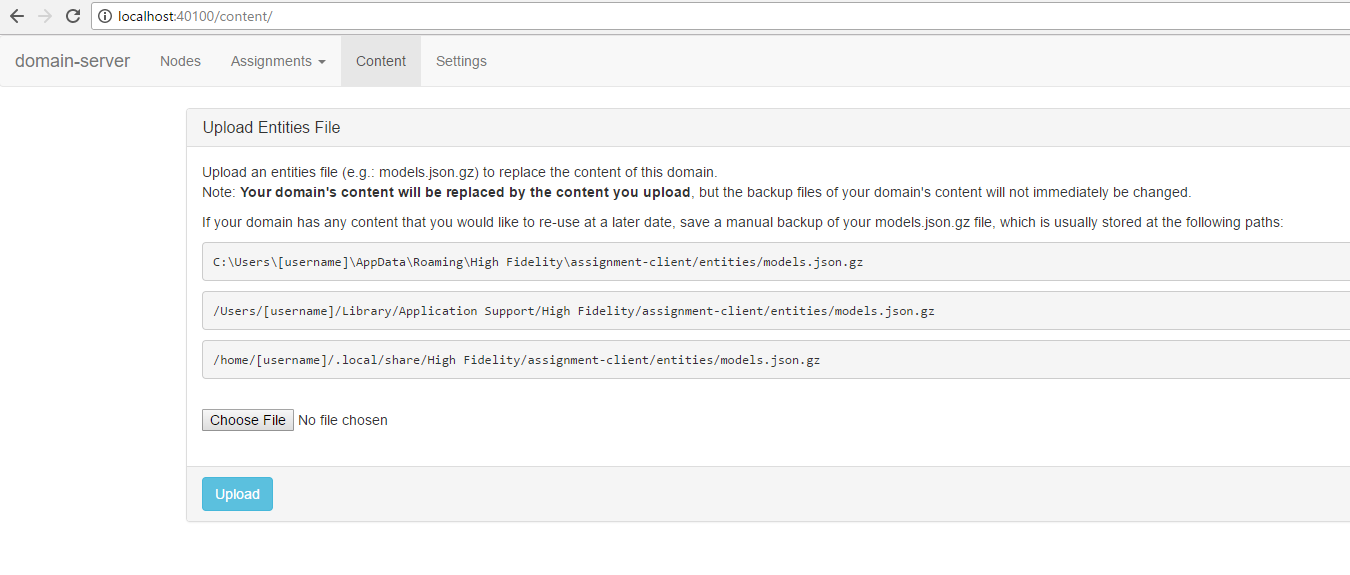 localhost:40100/content/
domain-server Nodes Assignments Content Settings
Upload Entities File
Upload an entities file (e.g.: models.json.gz) to replace the content of this domain.
Note: Your domain's content will be replaced by the content you upload, but the backup files of your domain's content will not immediately be changed.
If your domain has any content that you would like to re-use at a later date, save a manual backup of your models.json.gz file, which is usually stored at the following paths:
C:\Users\[username]\AppData\Roaming\High Fidelity\assignment-client/entities/models.json.gz
/Users/[username]/Library/Application Support/High Fidelity/assignment-client/entities/models.json.gz
/home/[username]/.local/share/High Fidelity/assignment-client/entities/models.json.gz
Choose File No file chosen
Upload